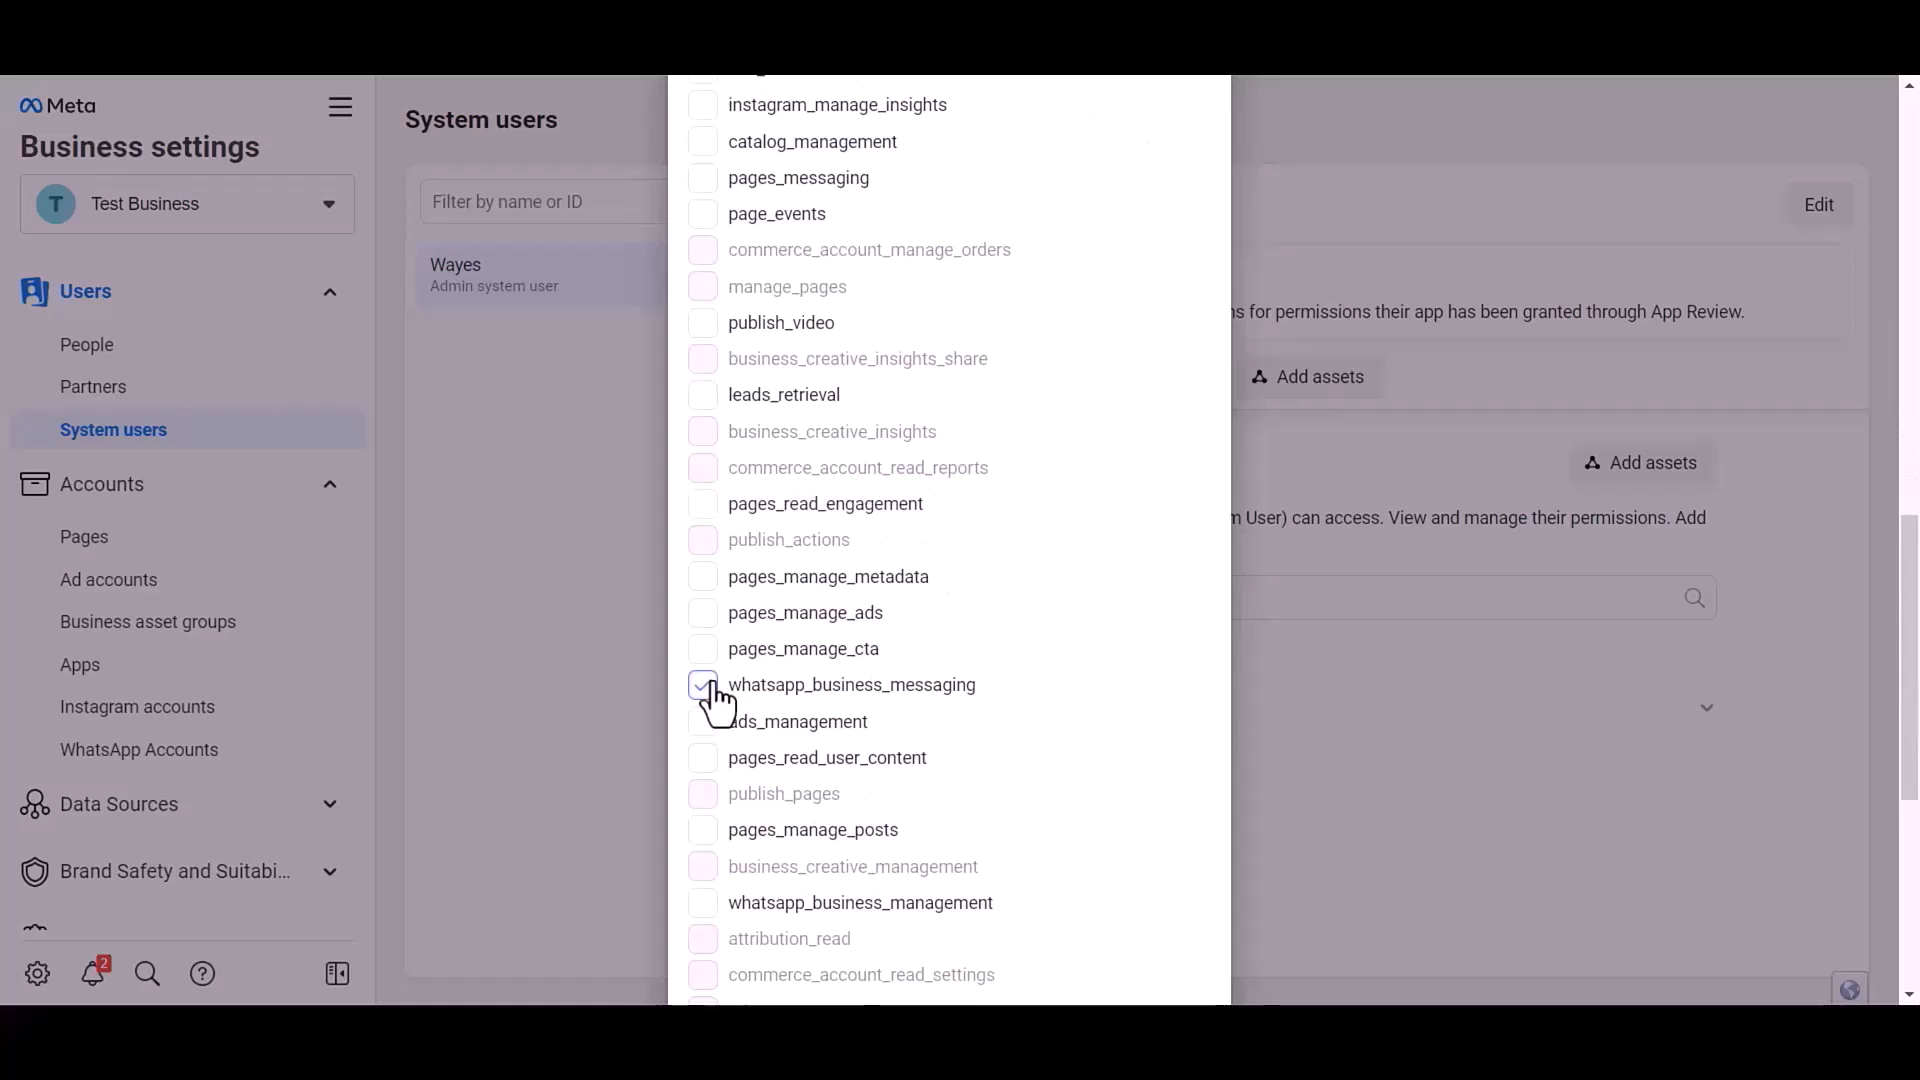 Meta
Business settings
T Test Business
Users
People
Partners
System users
Accounts
Pages
Ad accounts
Business asset groups
Apps
Instagram accounts
WhatsApp Accounts
Data Sources
Brand Safety and Suitabi...
2
System users
Filter by name or ID
Wayes
Admin system user
instagram_manage_insights
catalog_management
pages_messaging
page_events
commerce_account_manage_orders
manage_pages
publish_video
business_creative_insights_share
leads_retrieval
business_creative_insights
commerce_account_read_reports
pages_read_engagement
publish_actions
pages_manage_metadata
pages_manage_ads
pages_manage_cta
whatsapp_business_messaging
ads_management
pages_read_user_content
publish_pages
pages_manage_posts
business_creative_management
whatsapp_business_management
attribution_read
commerce_account_read_settings
Edit
for permissions their app has been granted through App Review.
Add assets
Add assets
User) can access. View and manage their permissions. Add